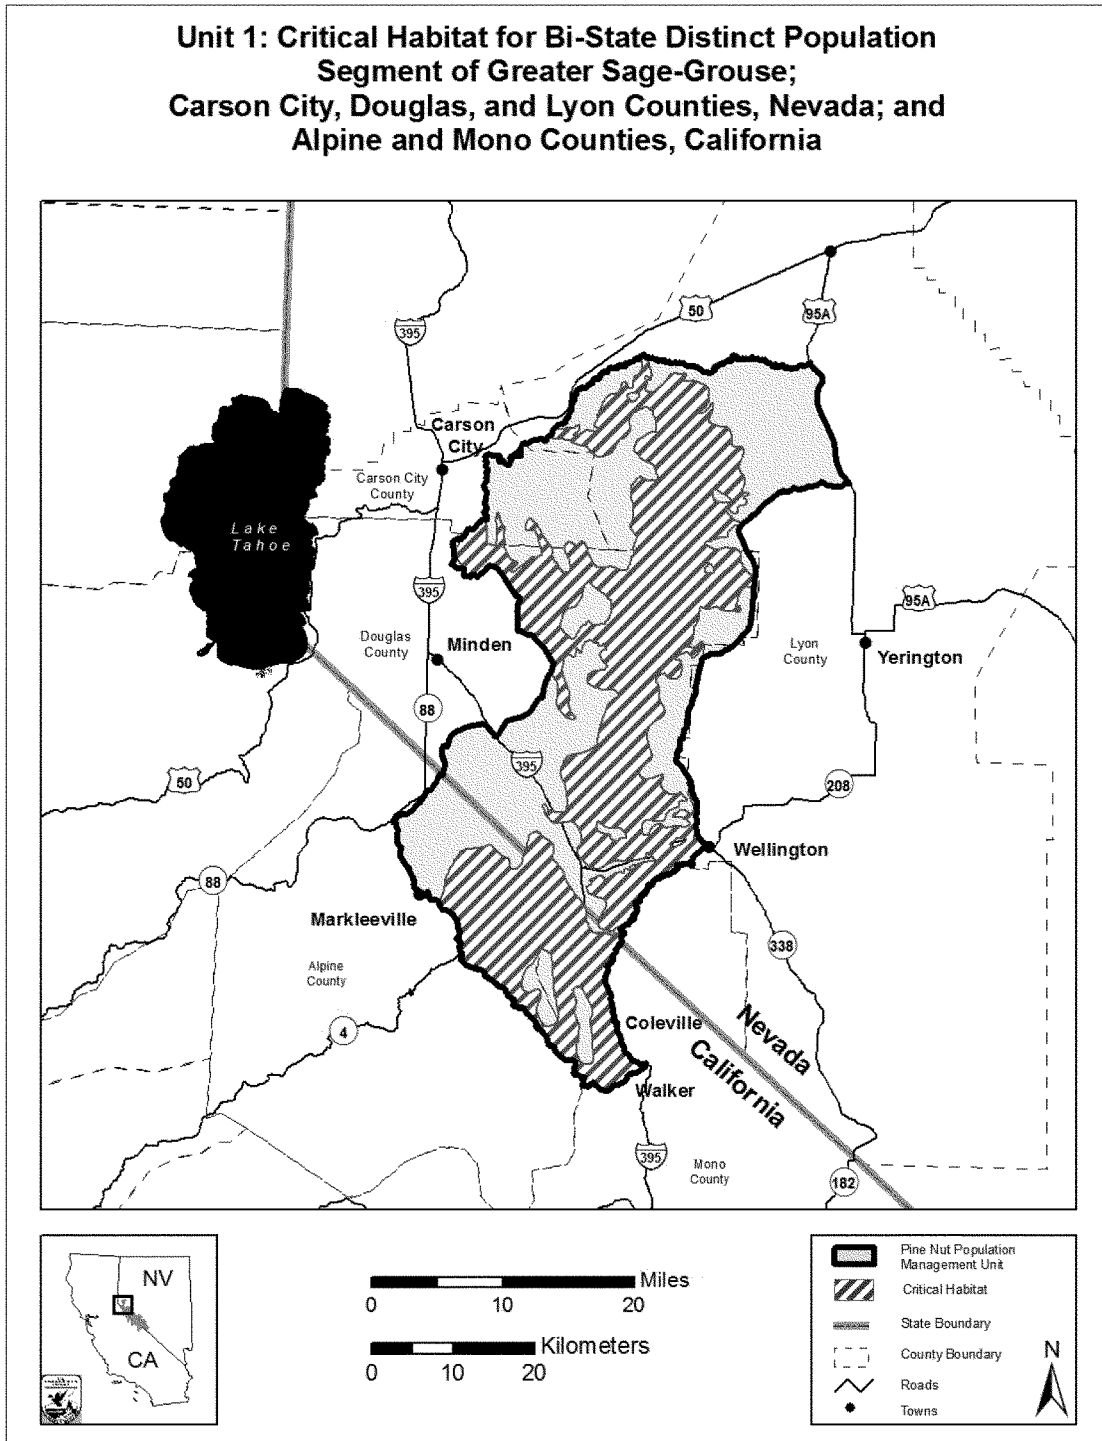 Unit 1: Critical Habitat for Bi-State Distinct Population
Segment of Greater Sage-Grouse;
Carson City, Douglas, and Lyon Counties, Nevada; and
Alpine and Mono Counties, California
50
95A
395
Carson
City
Carson City
County
Lake
Tahoe
395
95A
Douglas
County
Minden
Lyon
County
Yerington
88
395
50
208
Wellington
88
Markleeville
338
Alpine
County
4
Coleville
Nevada
California
Walker
395
Mono
County
182
NV
CA
Miles
0 10 20
Kilometers
0 10 20
Pine Nut Population
Management Unit
Critical Habitat
State Boundary
County Boundary
Roads
Towns
N